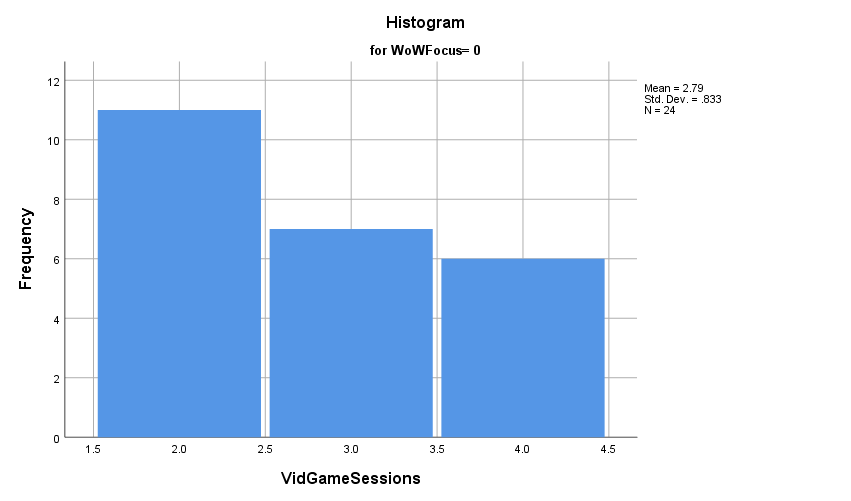 Histogram
for WoWFocus= 0
Mean = 2.79
Std. Dev. = .833
N = 24
Frequency
12
10
8
6
4
2
0
1.5 2.0 2.5 3.0 3.5 4.0 4.5
VidGameSessions